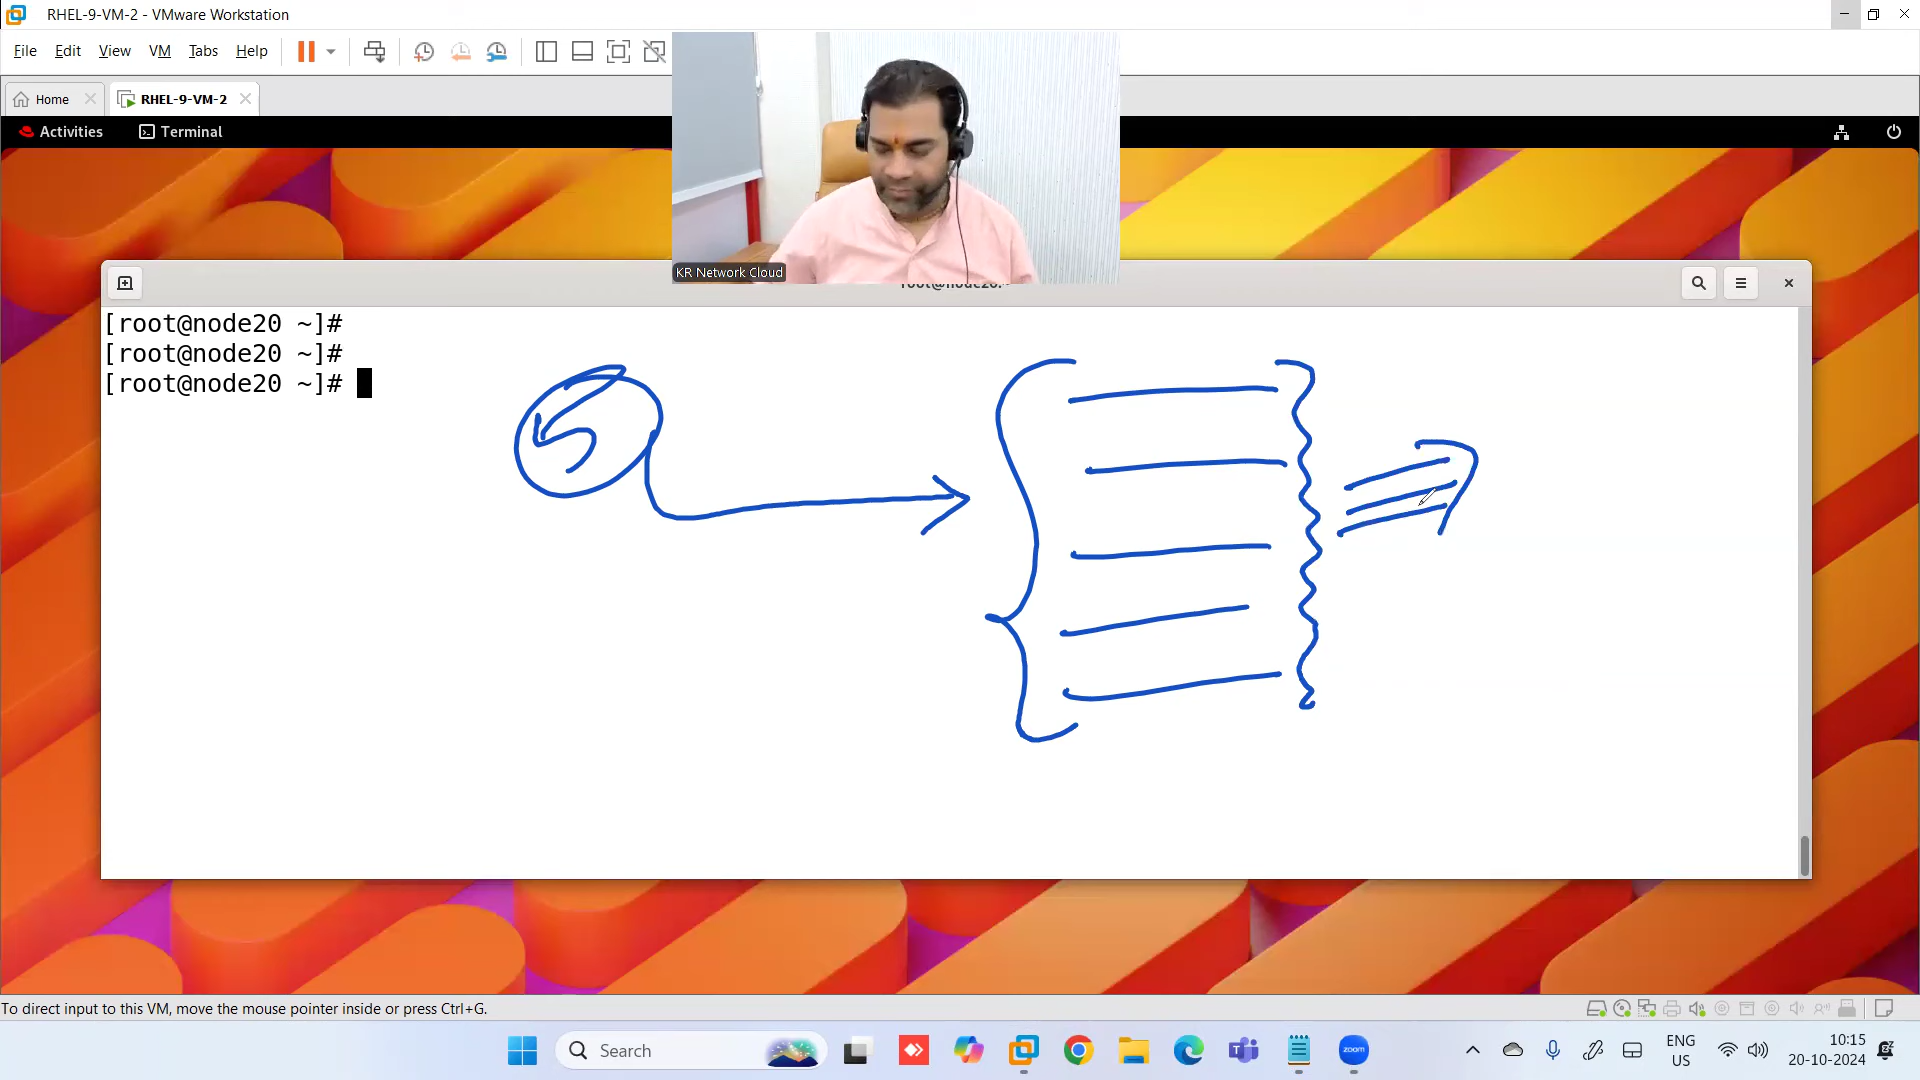 RHEL-9-VM-2 - VMware Workstation
File Edit View VM Tabs Help
Home RHEL-9-VM-2
Activities Terminal
KR Network Cloud
[root@node20 ~]#
[root@node20 ~]#
[root@node20 ~]#
5
To direct input to this VM, move the mouse pointer inside or press Ctrl+G.
Search
zoom
ENG
US
10:15
20-10-2024